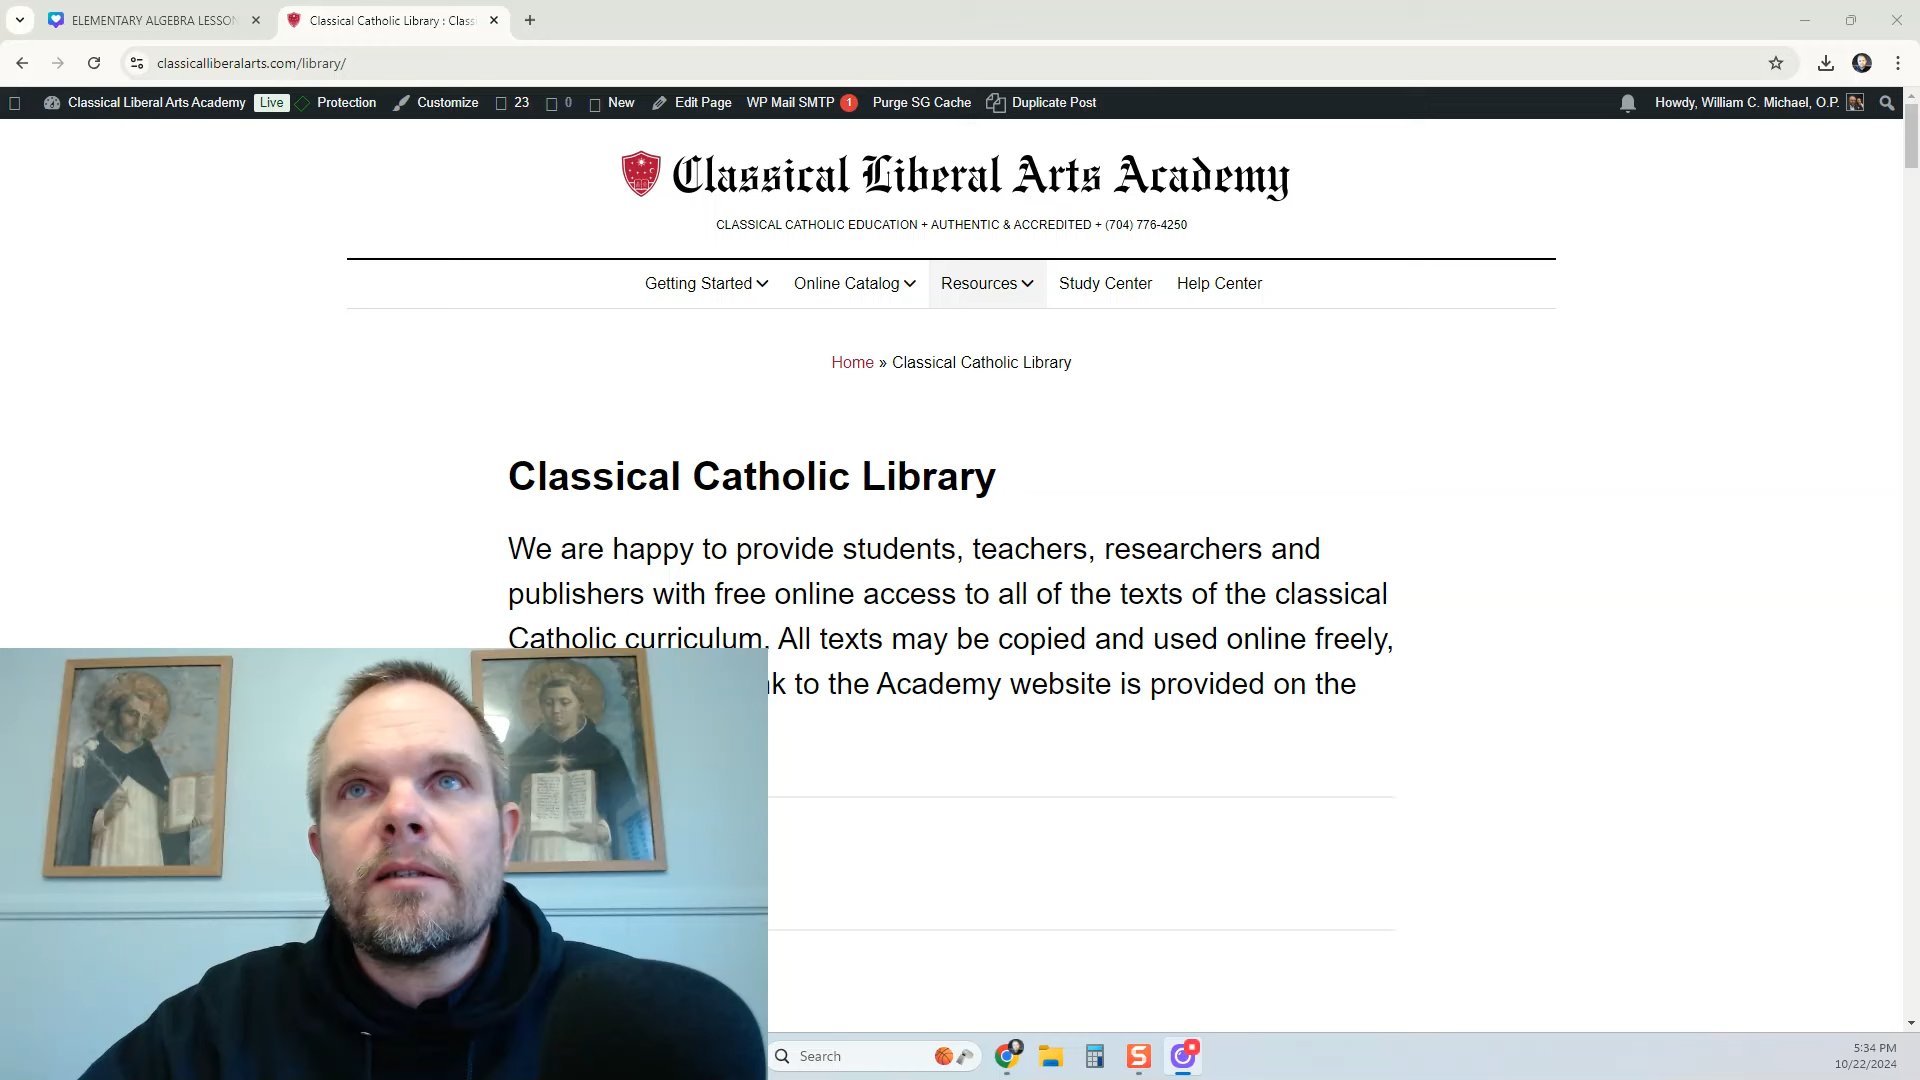 ELEMENTARY ALGEBRA LESSON
Classical Catholic Library : Class
classicalliberalarts.com/library/
Classical Liberal Arts Academy Live Protection Customize 23 0 New Edit Page WP Mail SMTP 1 Purge SG Cache Duplicate Post Howdy, William C. Michael, O.P.
Classical Liberal Arts Academy
CLASSICAL CATHOLIC EDUCATION + AUTHENTIC & ACCREDITED + (704) 776-4250
Getting Started Online Catalog Resources Study Center Help Center
Home » Classical Catholic Library
Classical Catholic Library
We are happy to provide students, teachers, researchers and
publishers with free online access to all of the texts of the classical
Catholic curriculum. All texts may be copied and used online freely,
k to the Academy website is provided on the
Search
S
5:34 PM
10/22/2024